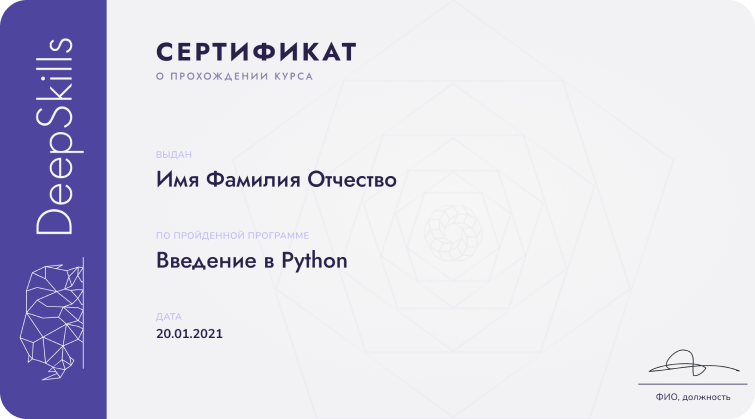 DeepSkills
СЕРТИФИКАТ
О ПРОХОЖДЕНИИ КУРСА
ВЫДАН
Имя Фамилия Отчество
ПО ПРОЙДЕННОЙ ПРОГРАММЕ
Введение в Python
ДАТА
20.01.2021
ФИО, должность